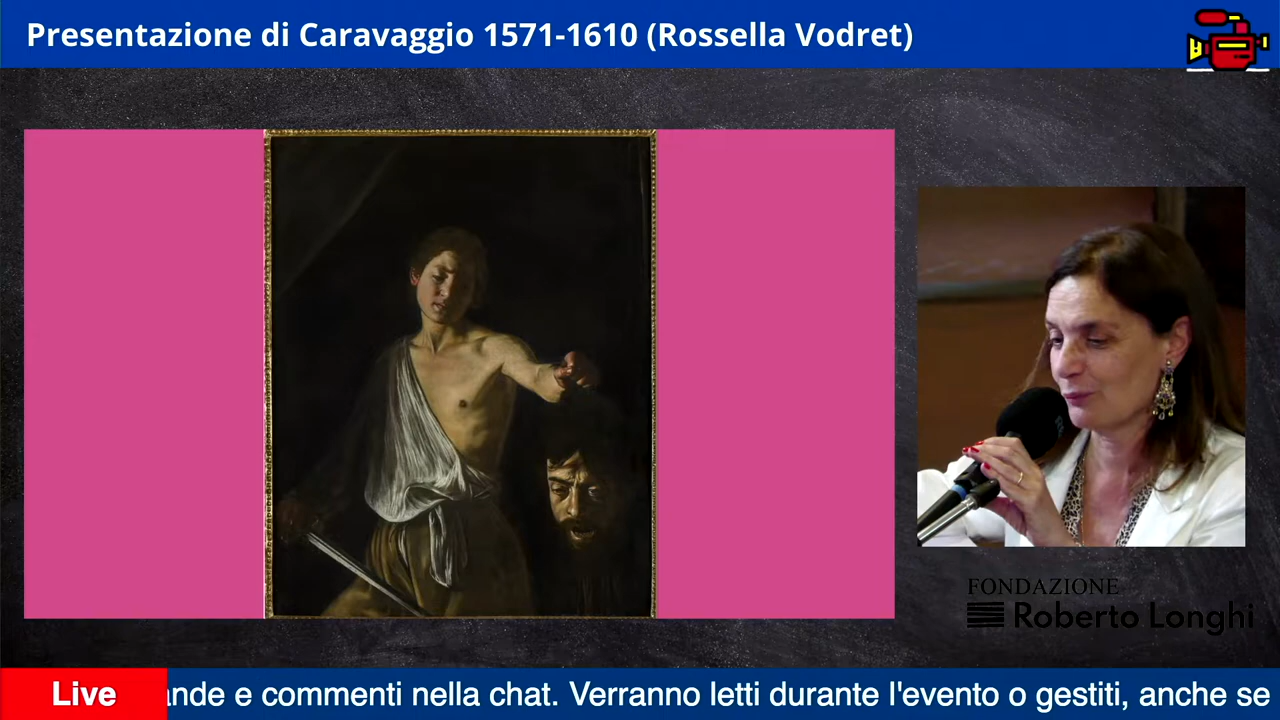 Presentazione di Caravaggio 1571-1610 (Rossella Vodret)
FONDAZIONE
Roberto Longhi
Live
e commenti nella chat. Verranno letti durante l'evento o gestiti, anche se